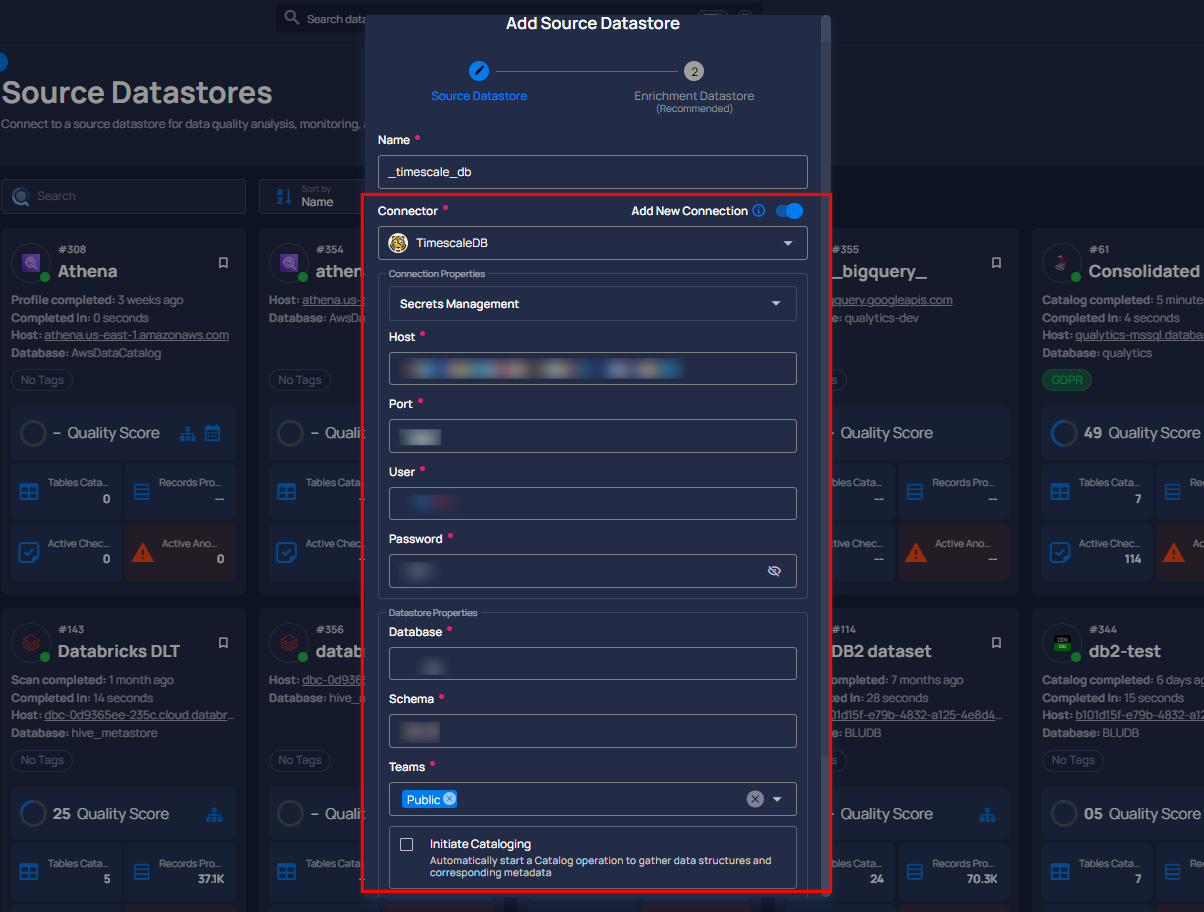 Search data
Add Source Datastore
2
Source Datastore
Enrichment Datastore
(Recommended)
Source Datastores
Connect to a source datastore for data quality analysis, monitoring,
Name *
_timescale_db
Search
Sort by
Name
Connector *
Add New Connection
TimescaleDB
Connection Properties
Secrets Management
Host *
Port *
User *
Password *
Datastore Properties
Database *
Schema *
Teams *
Public
Initiate Cataloging
Automatically start a Catalog operation to gather data structures and
corresponding metadata
#308
Athena
Profile completed: 3 weeks ago
Completed In: 0 seconds
Host: athena.us-east-1.amazonaws.com
Database: AwsDataCatalog
No Tags
– Quality Score
Tables Cata...
0
Records Pro...
--
Active Chec...
0
Active Ano...
0
#354
athen
Host: athena.us-
Database: AwsD
No Tags
– Quali
Tables Cata
Active Chec
#355
_bigquery_
query.googleapis.com
e: qualytics-dev
s
Quality Score
bles Cata...
--
Records Pro...
--
tive Chec...
--
Active Ano...
--
#61
Consolidated
Catalog completed: 5 minute
Completed In: 4 seconds
Host: qualytics-mssql.databa
Database: qualytics
GDPR
49 Quality Score
Tables Cata...
7
Rec
Active Chec...
114
Ac
#143
Databricks DLT
Scan completed: 1 month ago
Completed In: 14 seconds
Host: dbc-0d9365ee-235c.cloud.databr...
Database: hive_metastore
No Tags
25 Quality Score
Tables Cata...
5
Records Pro...
37.1K
#356
datab
Host: dbc-0d936
Database: hive_m
No Tags
– Quali
Tables Cata
#114
DB2 dataset
ompleted: 7 months ago
ed In: 28 seconds
01d15f-e79b-4832-a125-4e8d4...
e: BLUDB
s
Quality Score
bles Cata...
24
Records Pro...
70.3K
#344
db2-test
Catalog completed: 6 days ag
Completed In: 15 seconds
Host: b101d15f-e79b-4832-a12
Database: BLUDB
No Tags
05 Quality Score
Tables Cata...
7
Rec